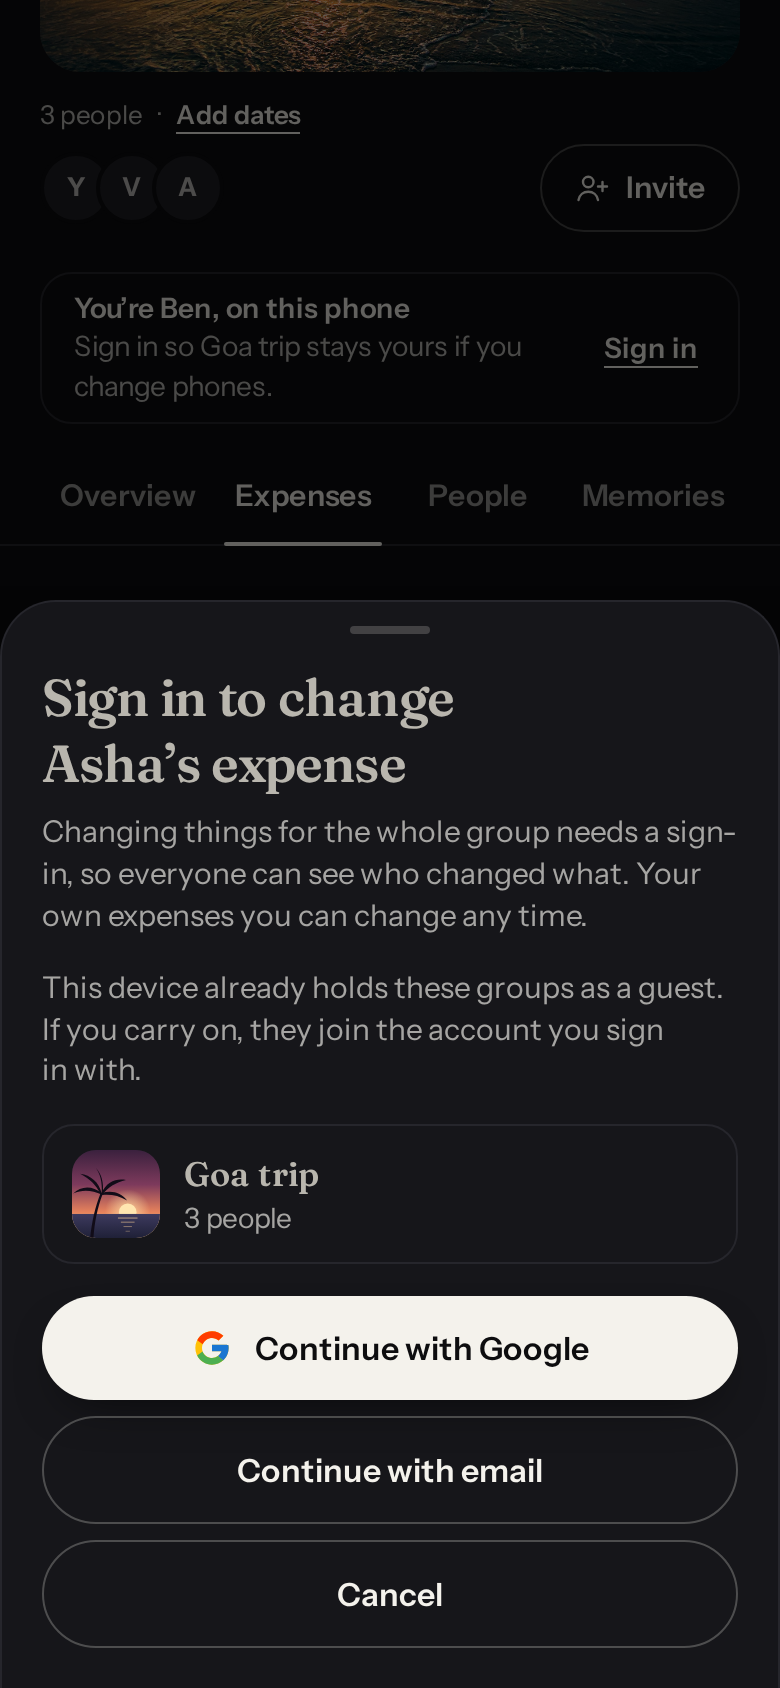 3 people · Add dates
Y V A
Invite
You’re Ben, on this phone
Sign in so Goa trip stays yours if you
change phones.
Sign in
Overview Expenses People Memories
Sign in to change
Asha’s expense
Changing things for the whole group needs a sign-
in, so everyone can see who changed what. Your
own expenses you can change any time.
This device already holds these groups as a guest.
If you carry on, they join the account you sign
in with.
Goa trip
3 people
Continue with Google
Continue with email
Cancel